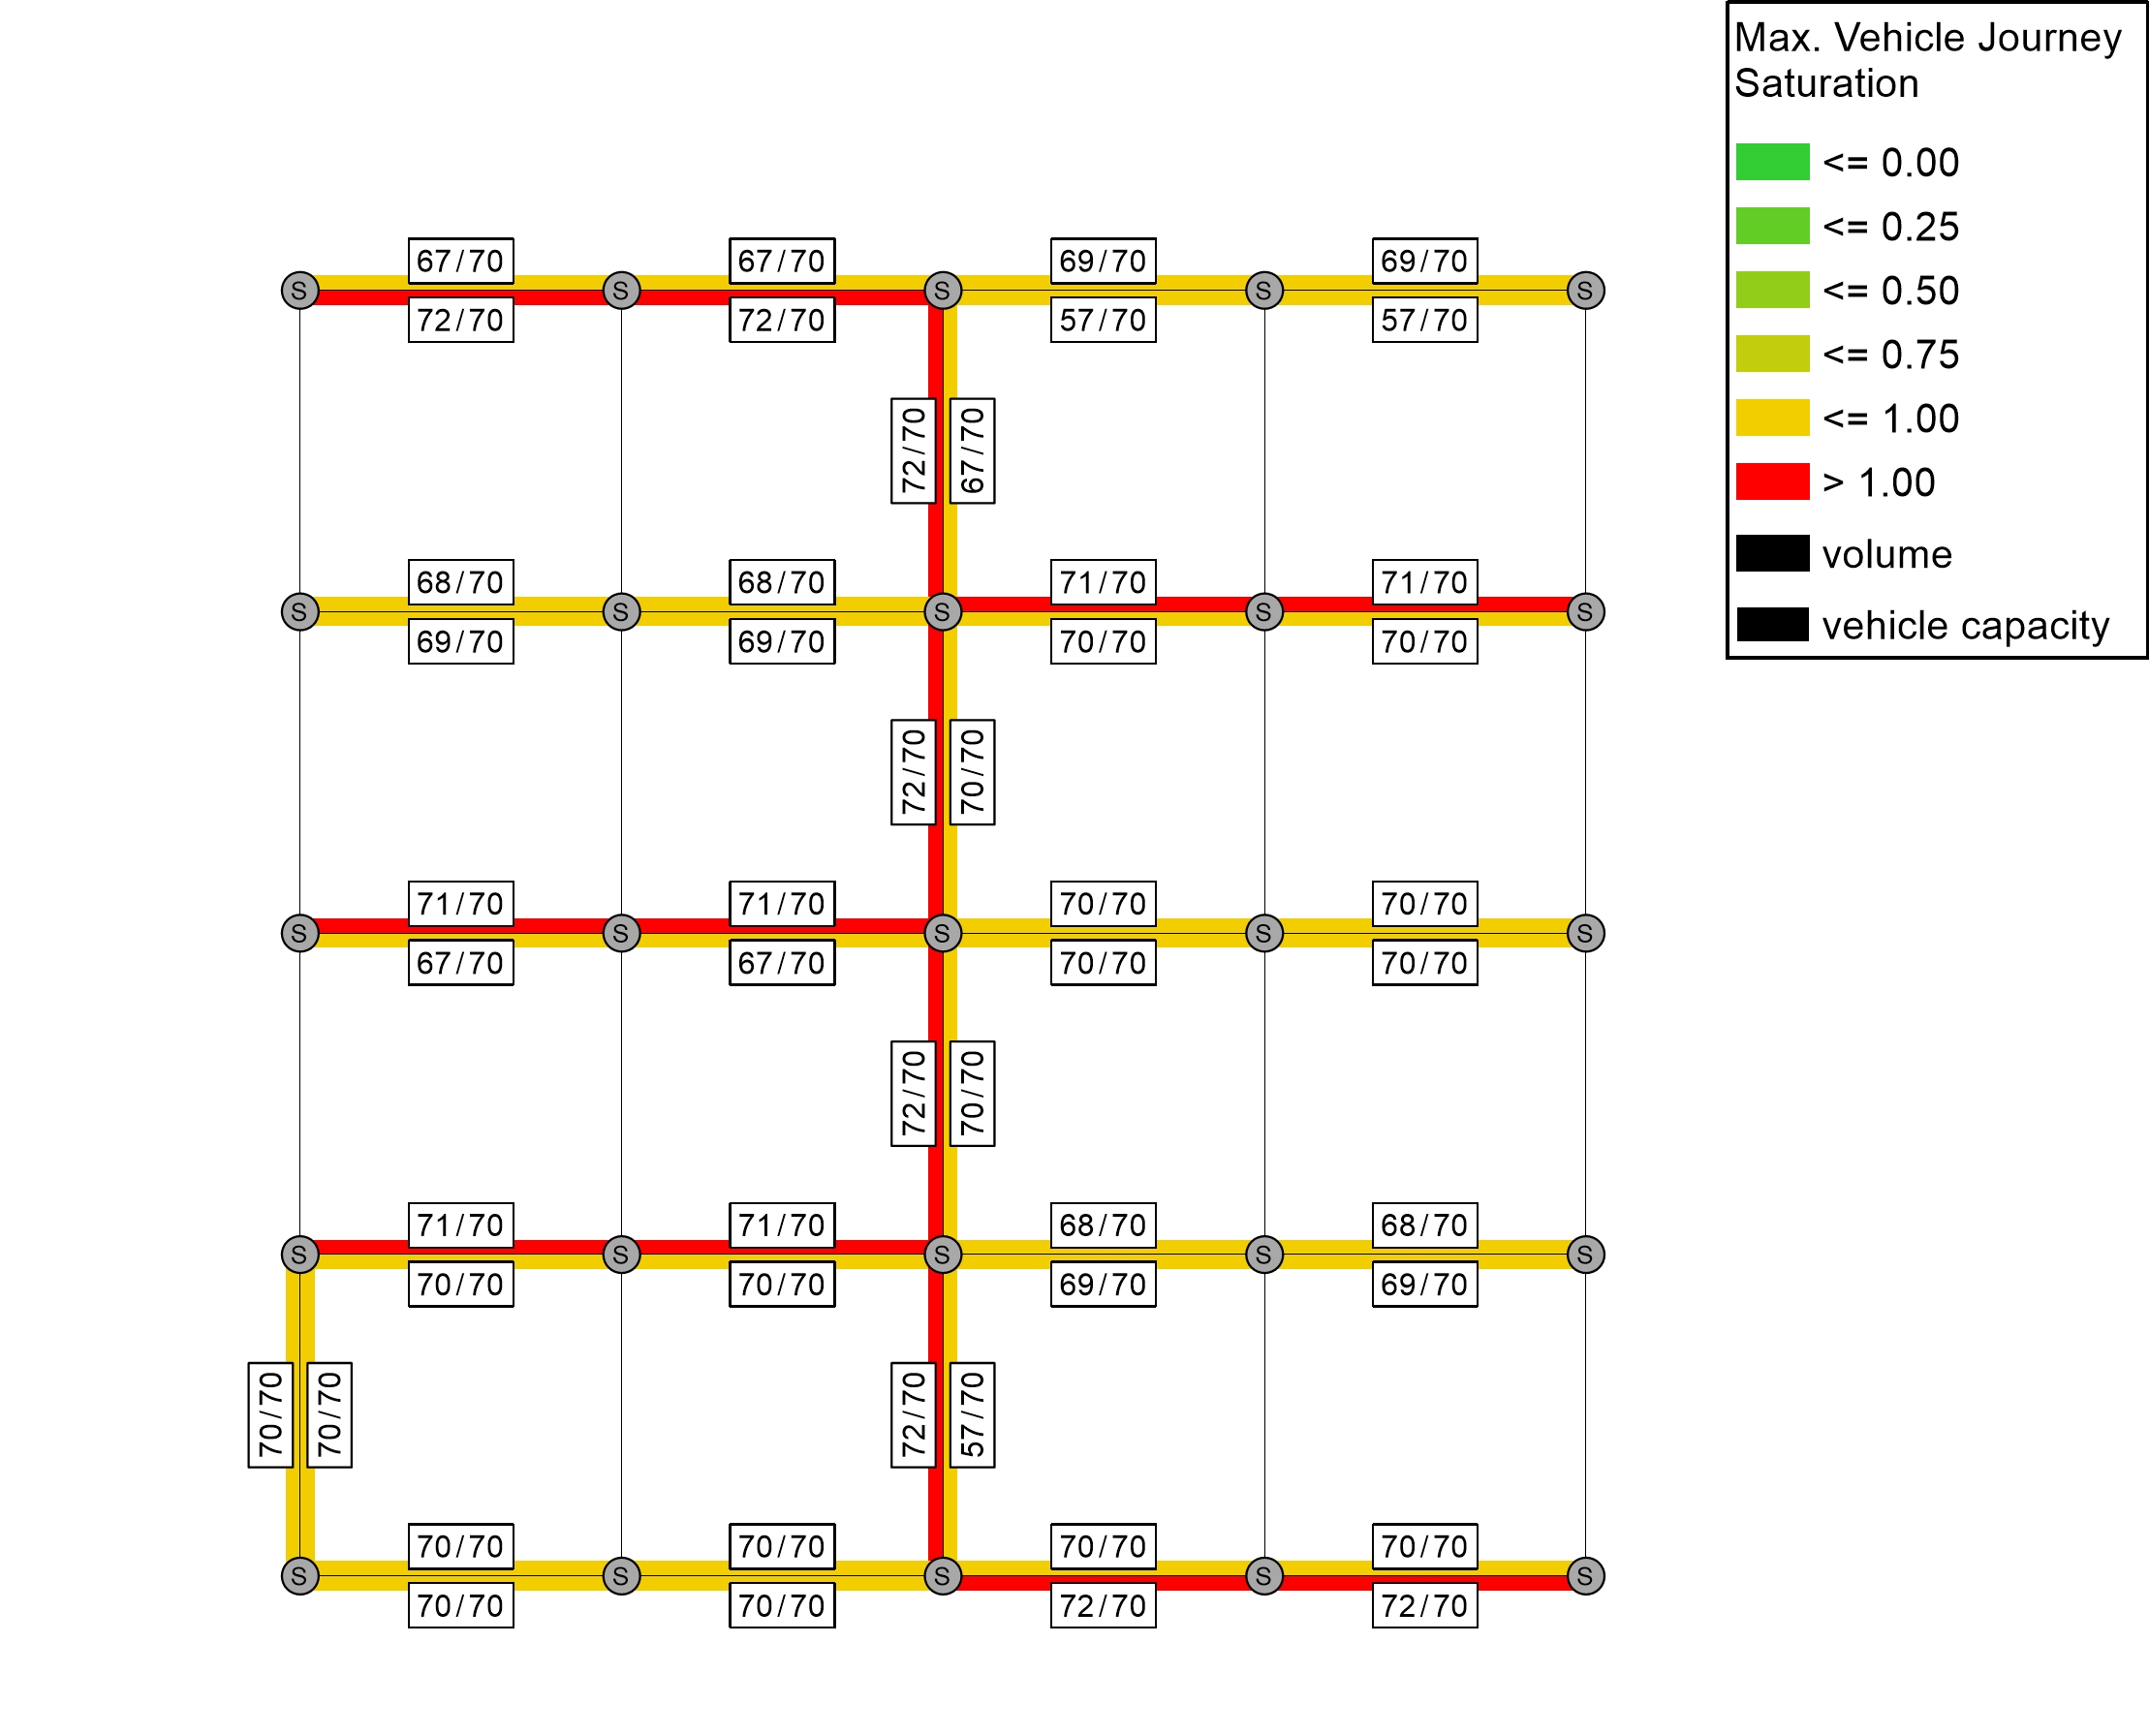 Max. Vehicle Journey
Saturation
<= 0.00
<= 0.25
<= 0.50
<= 0.75
<= 1.00
> 1.00
volume
vehicle capacity
67/70 67/70 69/70 69/70
S S S S S
72/70 72/70 57/70 57/70
72/70 67/70
68/70 68/70 71/70 71/70
S S S S S
69/70 69/70 70/70 70/70
72/70 70/70
71/70 71/70 70/70 70/70
S S S S S
67/70 67/70 70/70 70/70
72/70 70/70
71/70 71/70 68/70 68/70
S S S S S
70/70 70/70 69/70 69/70
70/70 70/70 72/70 57/70
70/70 70/70 70/70 70/70
S S S S S
70/70 70/70 72/70 72/70